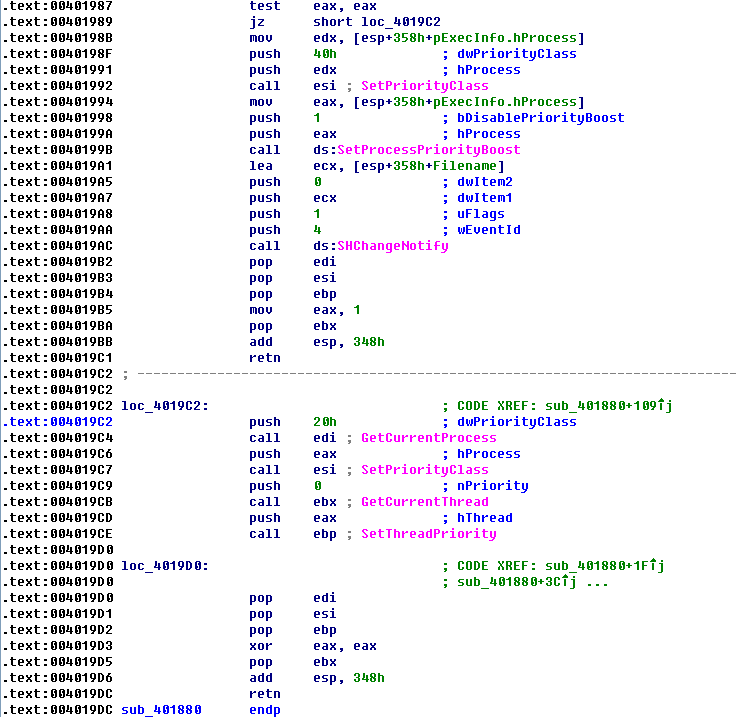 .text:00401987 test eax, eax
.text:00401989 jz short loc_4019C2
.text:0040198B mov edx, [esp+358h+pExecInfo.hProcess]
.text:0040198F push 40h ; dwPriorityClass
.text:00401991 push edx ; hProcess
.text:00401992 call esi ; SetPriorityClass
.text:00401994 mov eax, [esp+358h+pExecInfo.hProcess]
.text:00401998 push 1 ; bDisablePriorityBoost
.text:0040199A push eax ; hProcess
.text:0040199B call ds:SetProcessPriorityBoost
.text:004019A1 lea ecx, [esp+358h+Filename]
.text:004019A5 push 0 ; dwItem2
.text:004019A7 push ecx ; dwItem1
.text:004019A8 push 1 ; uFlags
.text:004019AA push 4 ; wEventId
.text:004019AC call ds:SHChangeNotify
.text:004019B2 pop edi
.text:004019B3 pop esi
.text:004019B4 pop ebp
.text:004019B5 mov eax, 1
.text:004019BA pop ebx
.text:004019BB add esp, 348h
.text:004019C1 retn
.text:004019C2 ; ---------------------------------------------------------------------------
.text:004019C2
.text:004019C2 loc_4019C2: ; CODE XREF: sub_401880+109îj
.text:004019C2 push 20h ; dwPriorityClass
.text:004019C4 call edi ; GetCurrentProcess
.text:004019C6 push eax ; hProcess
.text:004019C7 call esi ; SetPriorityClass
.text:004019C9 push 0 ; nPriority
.text:004019CB call ebx ; GetCurrentThread
.text:004019CD push eax ; hThread
.text:004019CE call ebp ; SetThreadPriority
.text:004019D0
.text:004019D0 loc_4019D0: ; CODE XREF: sub_401880+1Fîj
.text:004019D0 ; sub_401880+3Cîj ...
.text:004019D0 pop edi
.text:004019D1 pop esi
.text:004019D2 pop ebp
.text:004019D3 xor eax, eax
.text:004019D5 pop ebx
.text:004019D6 add esp, 348h
.text:004019DC retn
.text:004019DC sub_401880 endp